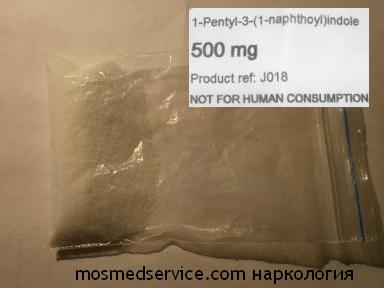 1-Pentyl-3-(1-naphthoyl)indole
500 mg
Product ref: J018
NOT FOR HUMAN CONSUMPTION
mosmedservice.com наркология